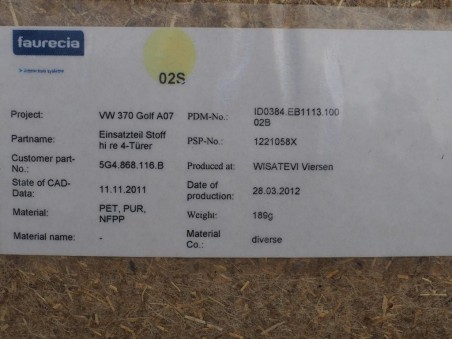 faurecia
02S
Project: VW 370 Golf A07 PDM-No.: ID0384.EB1113.100 02B
Partname: Einsatzteil Stoff hi re 4-Türer PSP-No.: 1221058X
Customer part-No.: 5G4.868.116.B Produced at: WISATEVI Viersen
State of CAD-Data: 11.11.2011 Date of production: 28.03.2012
Material: PET, PUR, NFPP Weight: 189g
Material name: - Material Co.: diverse